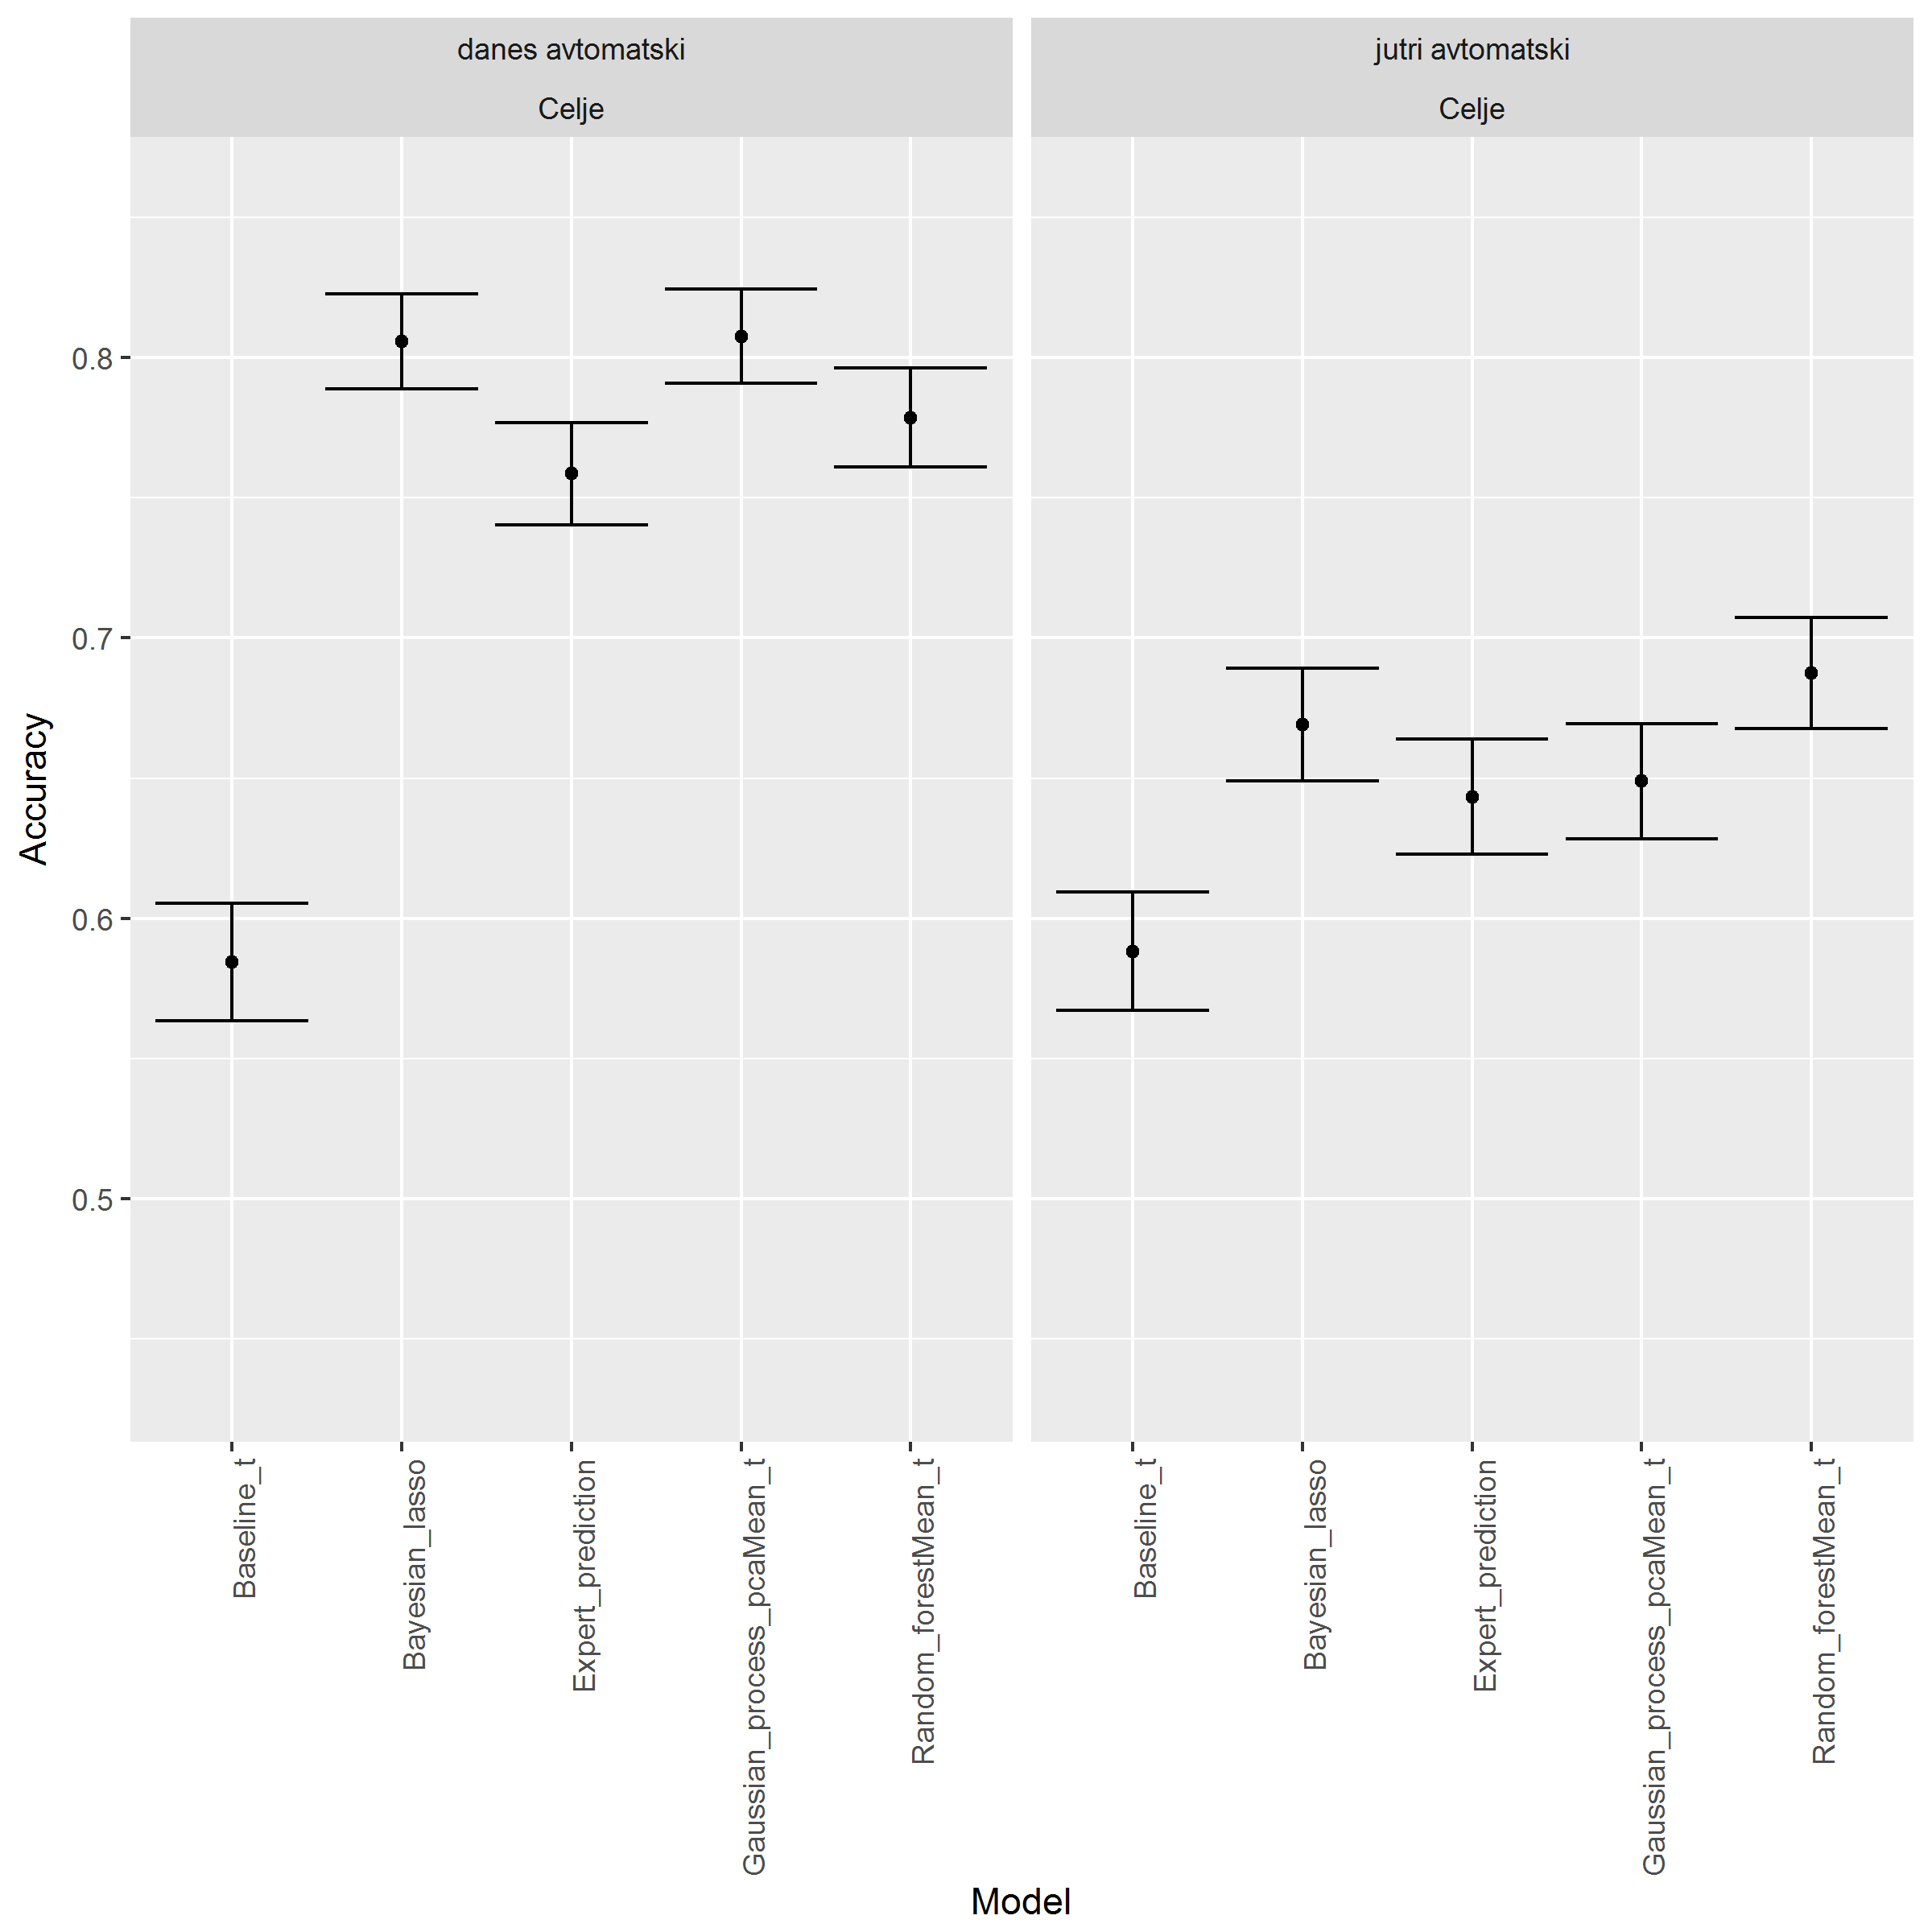 danes avtomatski
Celje
jutri avtomatski
Celje
Accuracy
0.8
0.7
0.6
0.5
Baseline_t
Bayesian_lasso
Expert_prediction
Gaussian_process_pcaMean_t
Random_forestMean_t
Baseline_t
Bayesian_lasso
Expert_prediction
Gaussian_process_pcaMean_t
Random_forestMean_t
Model